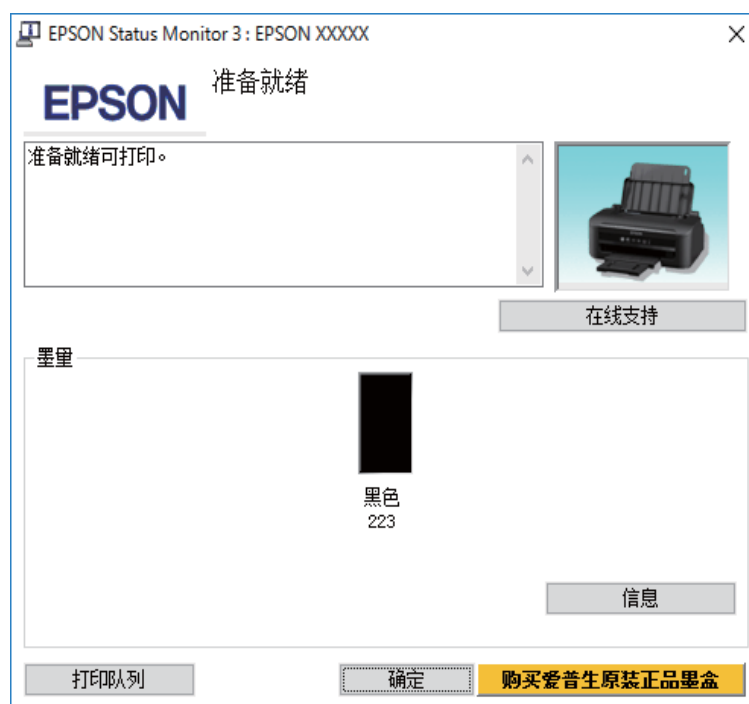 EPSON Status Monitor 3 : EPSON XXXXX
准备就绪
EPSON
准备就绪可打印。
在线支持
墨量
黑色
223
信息
打印队列
确定
购买爱普生原装正品墨盒